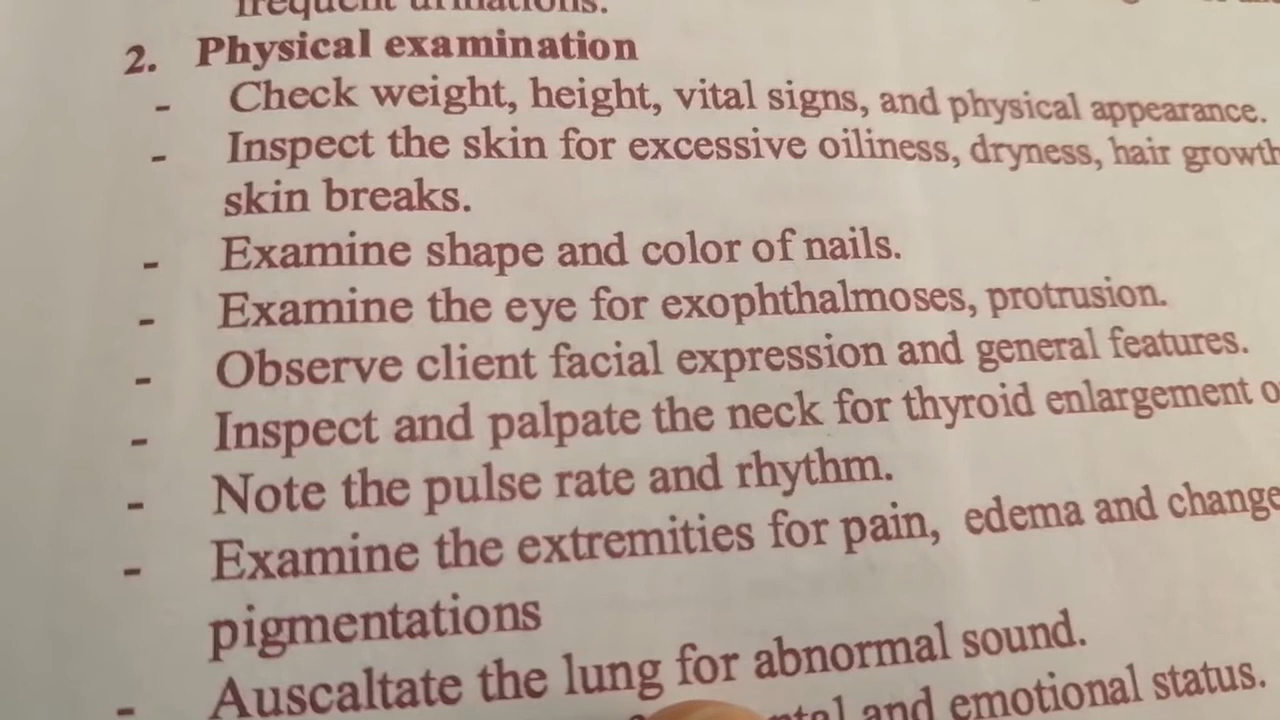 frequent urinations.
2. Physical examination
- Check weight, height, vital signs, and physical appearance.
- Inspect the skin for excessive oiliness, dryness, hair growth
skin breaks.
- Examine shape and color of nails.
- Examine the eye for exophthalmoses, protrusion.
- Observe client facial expression and general features.
- Inspect and palpate the neck for thyroid enlargement
- Note the pulse rate and rhythm.
- Examine the extremities for pain, edema and change
pigmentations
- Auscaltate the lung for abnormal sound.
and emotional status.